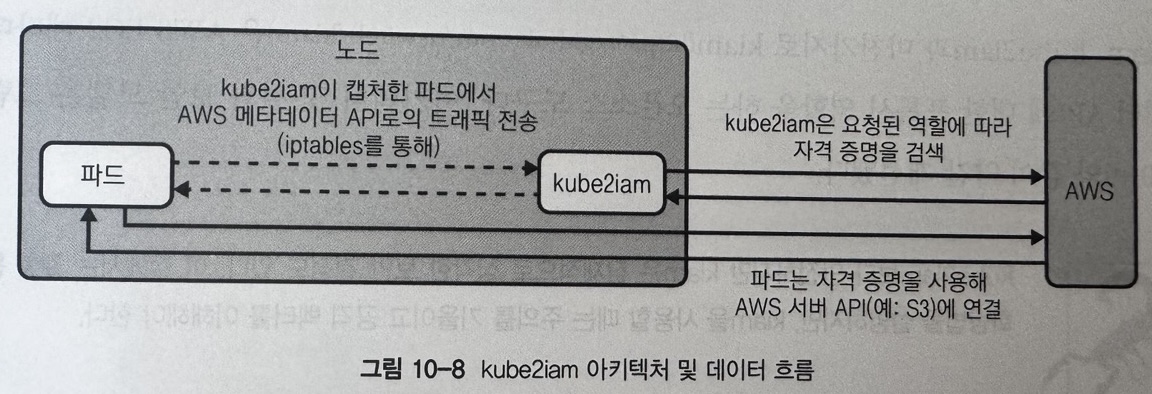 노드
kube2iam이 캡처한 파드에서
AWS 메타데이터 API로의 트래픽 전송
(iptables를 통해)
파드
kube2iam
kube2iam은 요청된 역할에 따라
자격 증명을 검색
AWS
파드는 자격 증명을 사용해
AWS 서버 API(예: S3)에 연결
그림 10-8 kube2iam 아키텍처 및 데이터 흐름